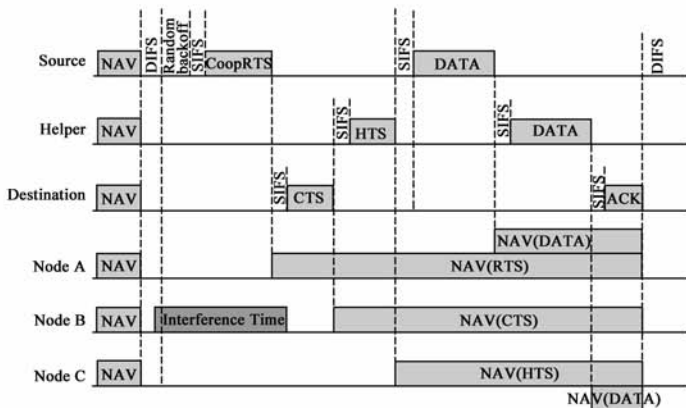 Source NAV DIFS Random backoff SIFS CoopRTS SIFS DATA DIFS
Helper NAV SIFS HTS SIFS DATA
Destination NAV SIFS CTS SIFS ACK
NAV(DATA)
Node A NAV NAV(RTS)
Node B NAV Interference Time NAV(CTS)
Node C NAV NAV(HTS)
NAV(DATA)